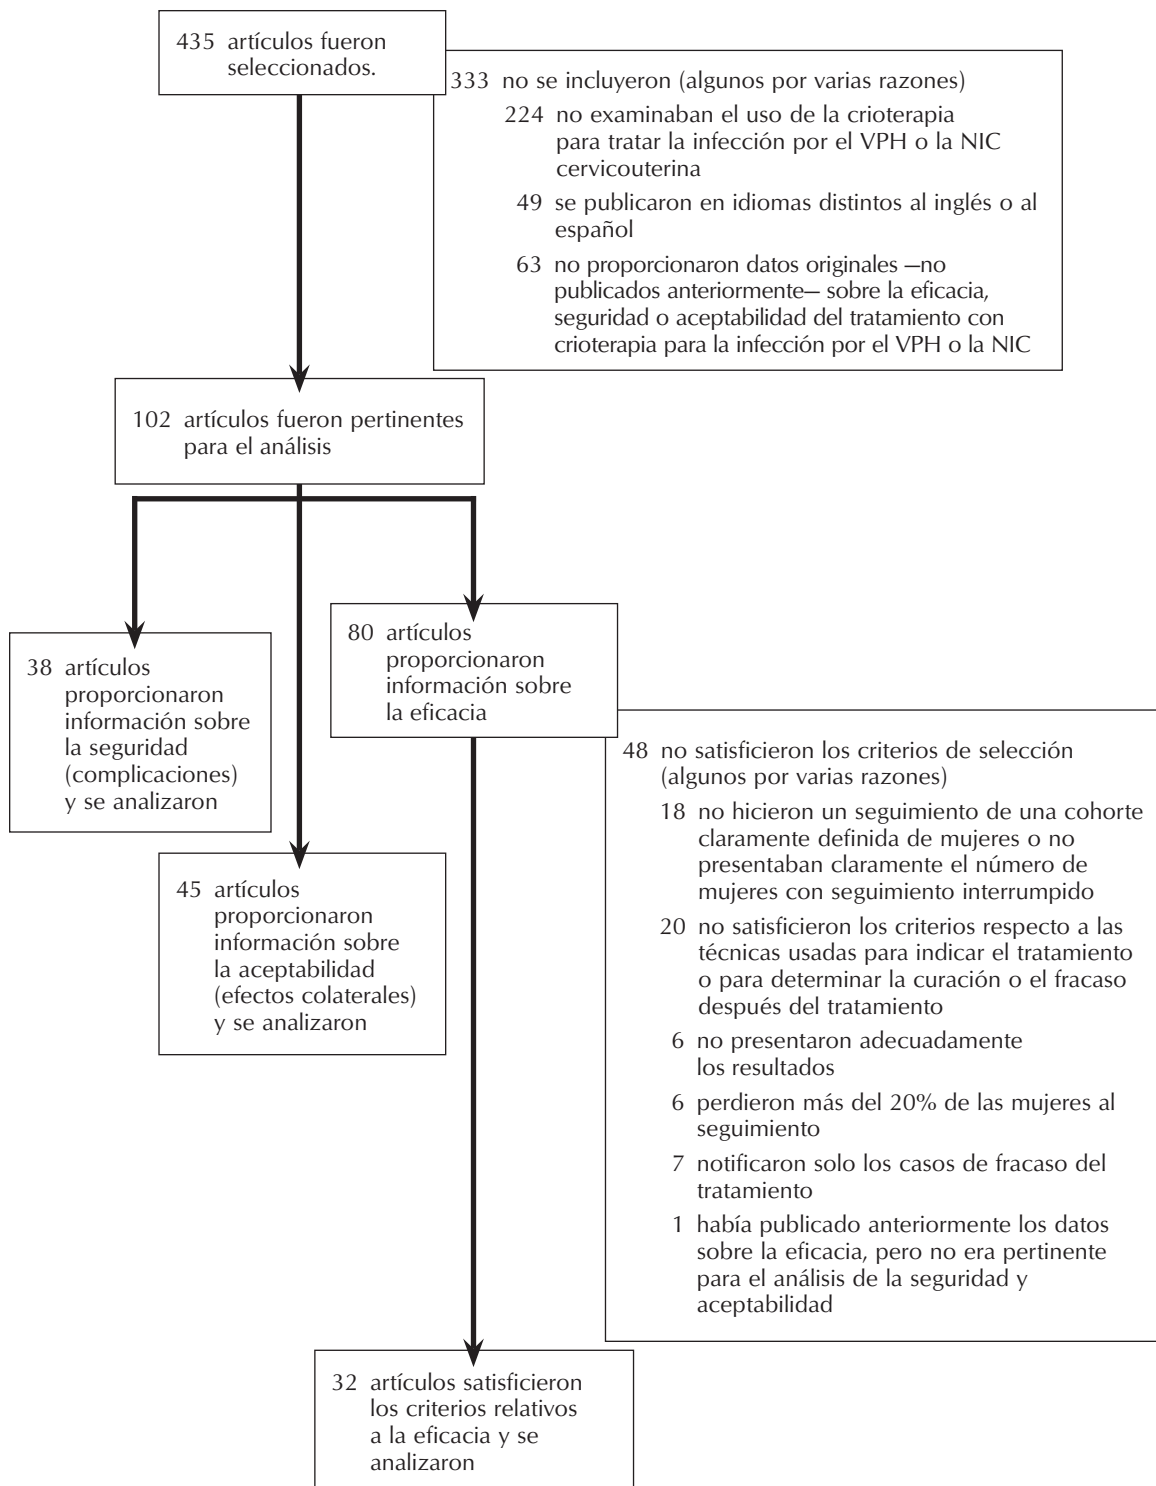 435 artículos fueron
seleccionados.
333 no se incluyeron (algunos por varias razones)
224 no examinaban el uso de la crioterapia
para tratar la infección por el VPH o la NIC
cervicouterina
49 se publicaron en idiomas distintos al inglés o al
español
63 no proporcionaron datos originales —no
publicados anteriormente— sobre la eficacia,
seguridad o aceptabilidad del tratamiento con
crioterapia para la infección por el VPH o la NIC
102 artículos fueron pertinentes
para el análisis
38 artículos
proporcionaron
información sobre
la seguridad
(complicaciones)
y se analizaron
45 artículos
proporcionaron
información sobre
la aceptabilidad
(efectos colaterales)
y se analizaron
80 artículos
proporcionaron
información sobre
la eficacia
48 no satisficieron los criterios de selección
(algunos por varias razones)
18 no hicieron un seguimiento de una cohorte
claramente definida de mujeres o no
presentaban claramente el número de
mujeres con seguimiento interrumpido
20 no satisficieron los criterios respecto a las
técnicas usadas para indicar el tratamiento
o para determinar la curación o el fracaso
después del tratamiento
6 no presentaron adecuadamente
los resultados
6 perdieron más del 20% de las mujeres al
seguimiento
7 notificaron solo los casos de fracaso del
tratamiento
1 había publicado anteriormente los datos
sobre la eficacia, pero no era pertinente
para el análisis de la seguridad y
aceptabilidad
32 artículos satisficieron
los criterios relativos
a la eficacia y se
analizaron